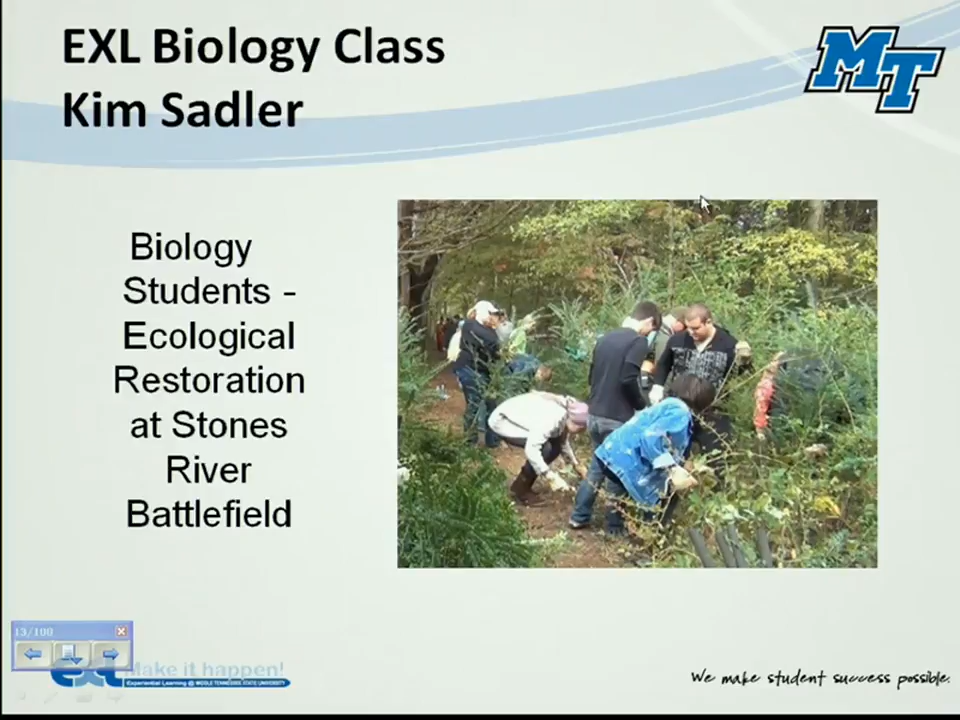 EXL Biology Class
Kim Sadler
MT
Biology
Students -
Ecological
Restoration
at Stones
River
Battlefield
13/100
exl Make it happen!
Experiential Learning @ MIDDLE TENNESSEE STATE UNIVERSITY
We make student success possible.